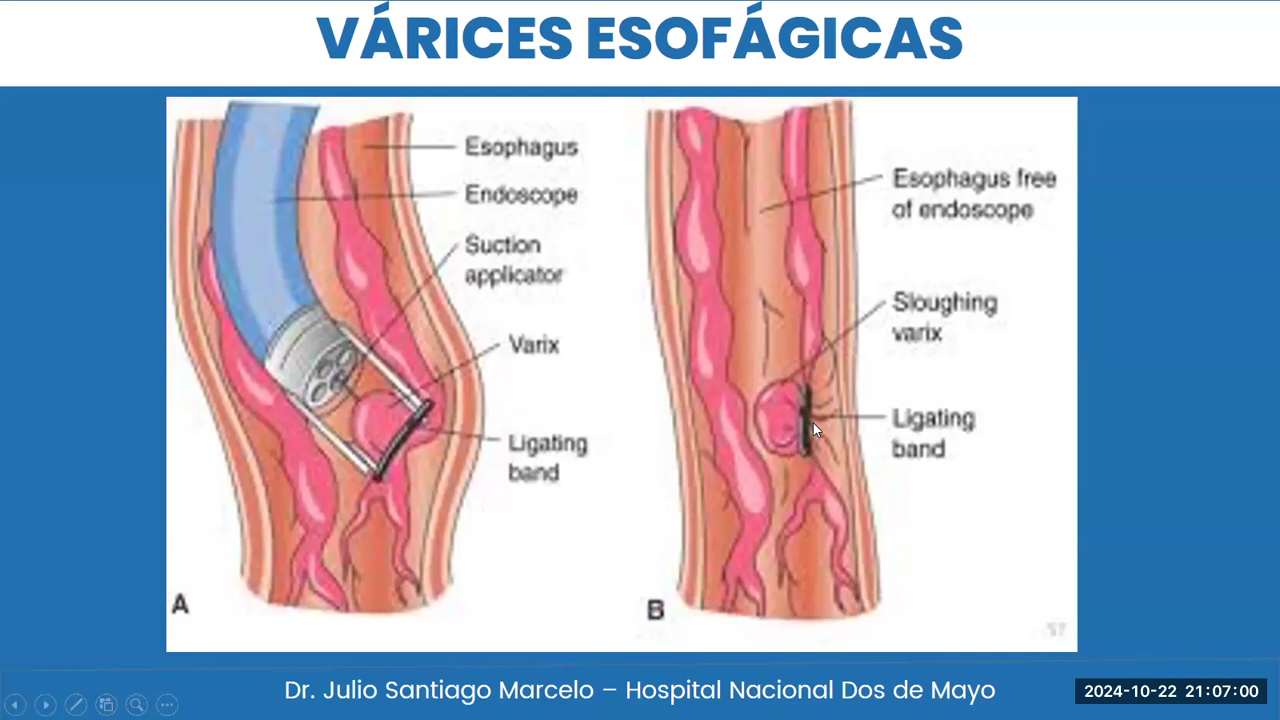 VÁRICES ESOFÁGICAS
Esophagus
Endoscope
Suction
applicator
Varix
Ligating
band
A
Esophagus free
of endoscope
Sloughing
varix
Ligating
band
B
57
Dr. Julio Santiago Marcelo – Hospital Nacional Dos de Mayo
2024-10-22 21:07:00